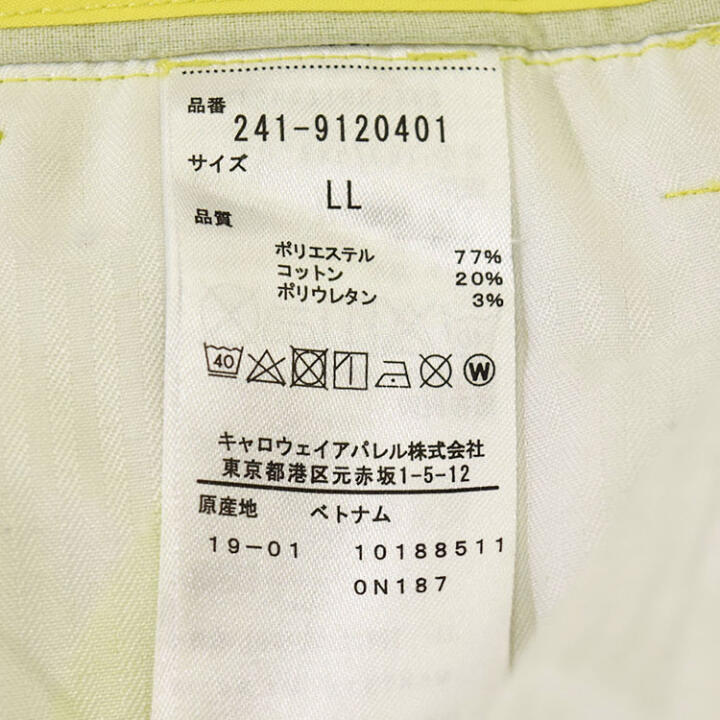 品番
241-9120401
サイズ
LL
品質
ポリエステル 77%
コットン 20%
ポリウレタン 3%
40 W
キャロウェイアパレル株式会社
東京都港区元赤坂1-5-12
原産地 ベトナム
19-01 10188511
0N187